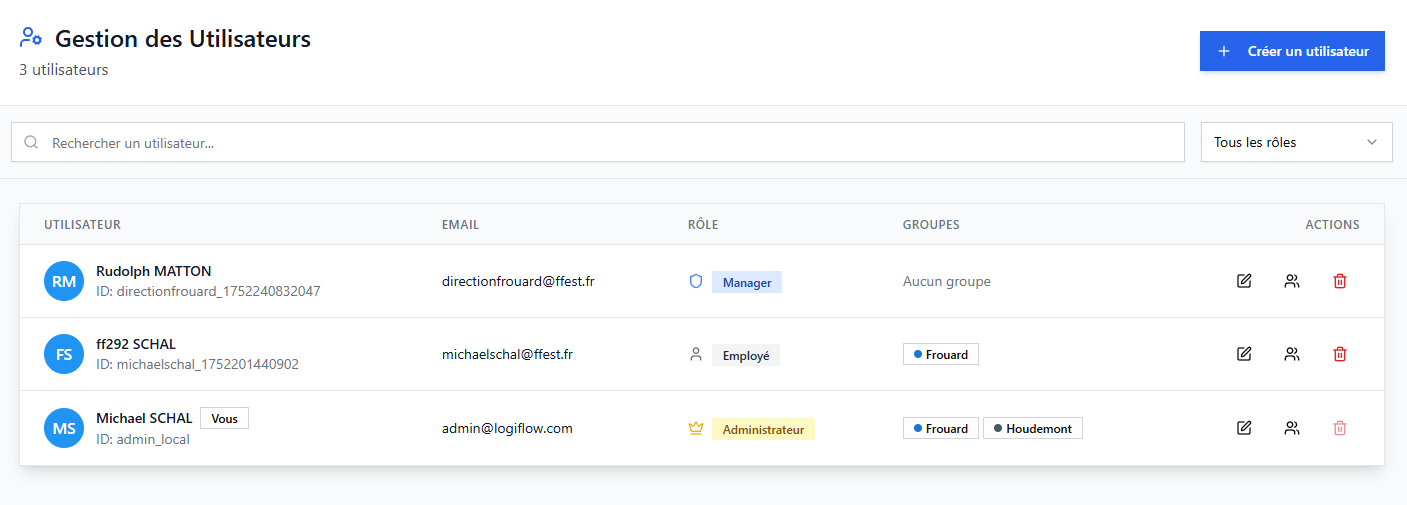 Gestion des Utilisateurs
3 utilisateurs
Créer un utilisateur
Rechercher un utilisateur...
Tous les rôles
UTILISATEUR EMAIL RÔLE GROUPES ACTIONS
RM Rudolph MATTON
ID: directionfrouard_1752240832047
directionfrouard@ffest.fr
Manager
Aucun groupe
FS ff292 SCHAL
ID: michaelschal_1752201440902
michaelschal@ffest.fr
Employé
Frouard
MS Michael SCHAL Vous
ID: admin_local
admin@logiflow.com
Administrateur
Frouard Houdemont